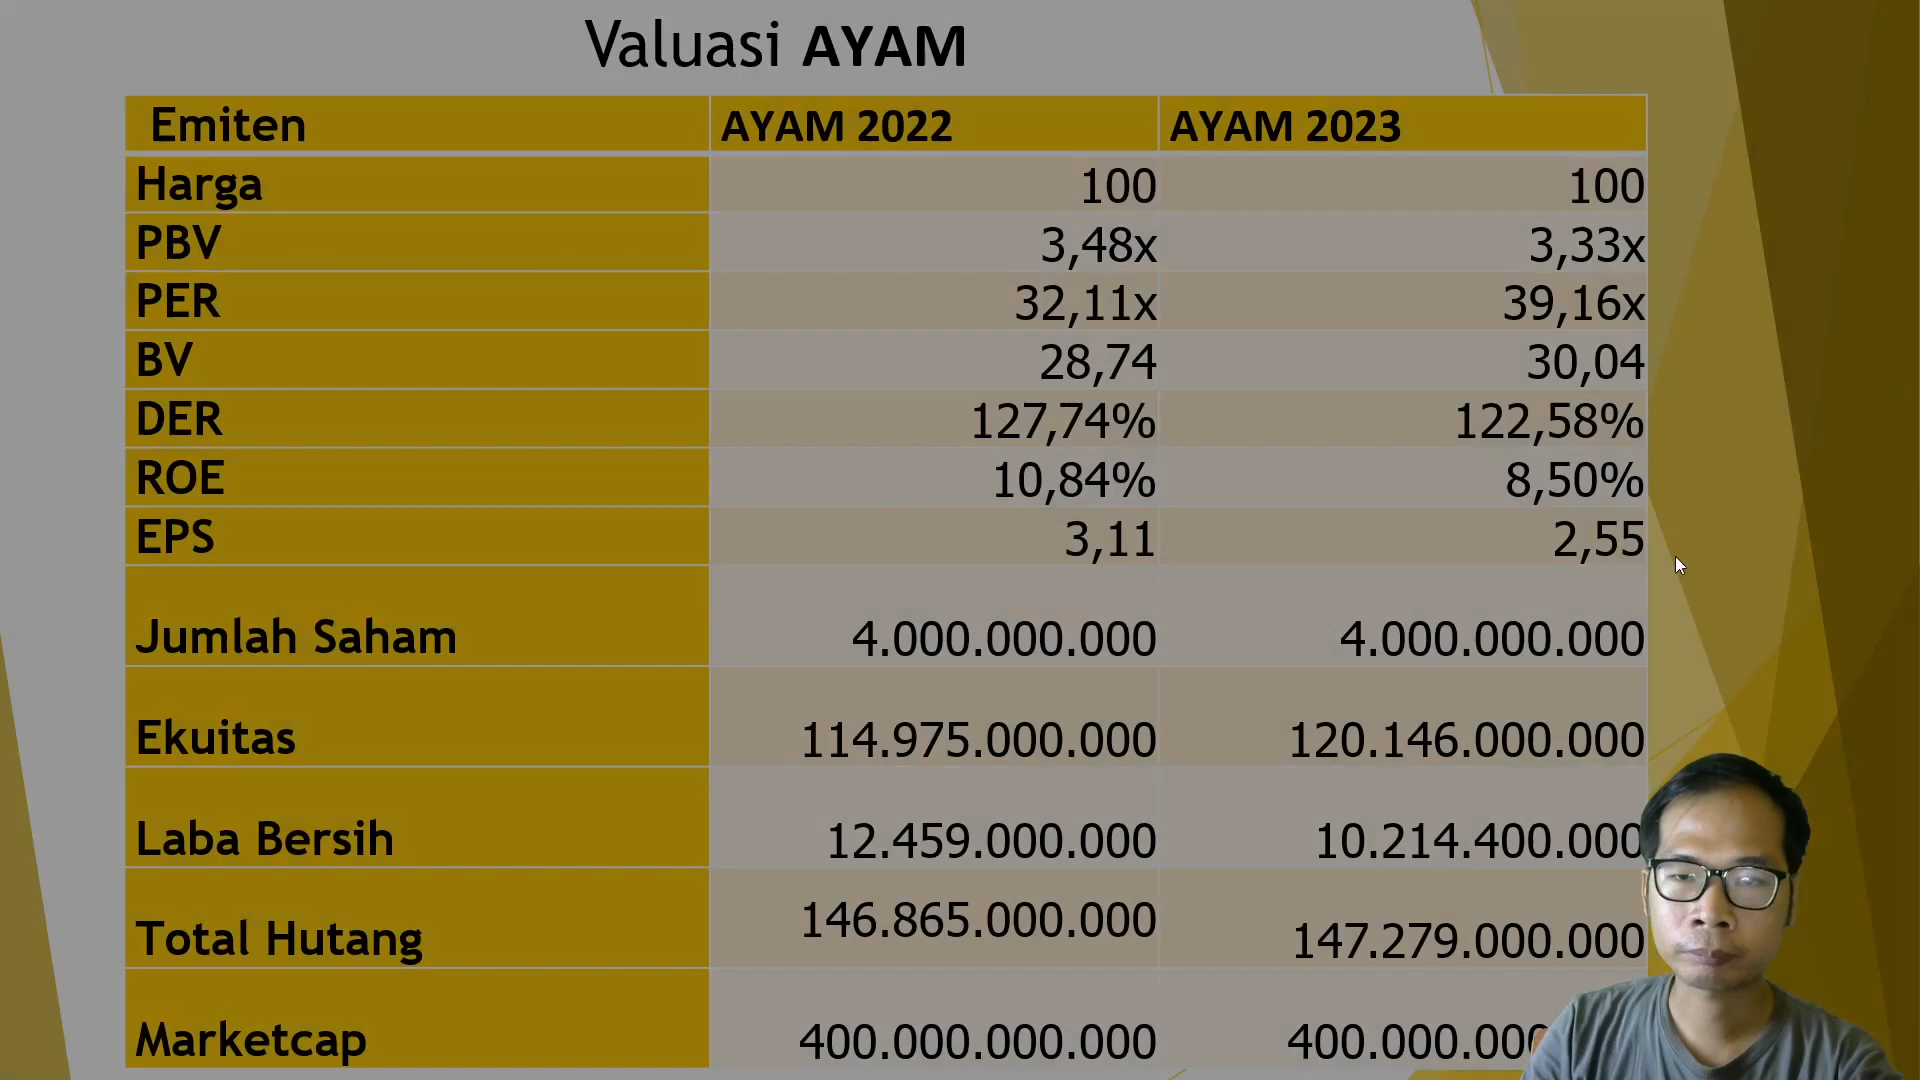 Valuasi AYAM
Emiten AYAM 2022 AYAM 2023
Harga 100 100
PBV 3,48x 3,33x
PER 32,11x 39,16x
BV 28,74 30,04
DER 127,74% 122,58%
ROE 10,84% 8,50%
EPS 3,11 2,55
Jumlah Saham 4.000.000.000 4.000.000.000
Ekuitas 114.975.000.000 120.146.000.000
Laba Bersih 12.459.000.000 10.214.400.000
Total Hutang 146.865.000.000 147.279.000.000
Marketcap 400.000.000.000